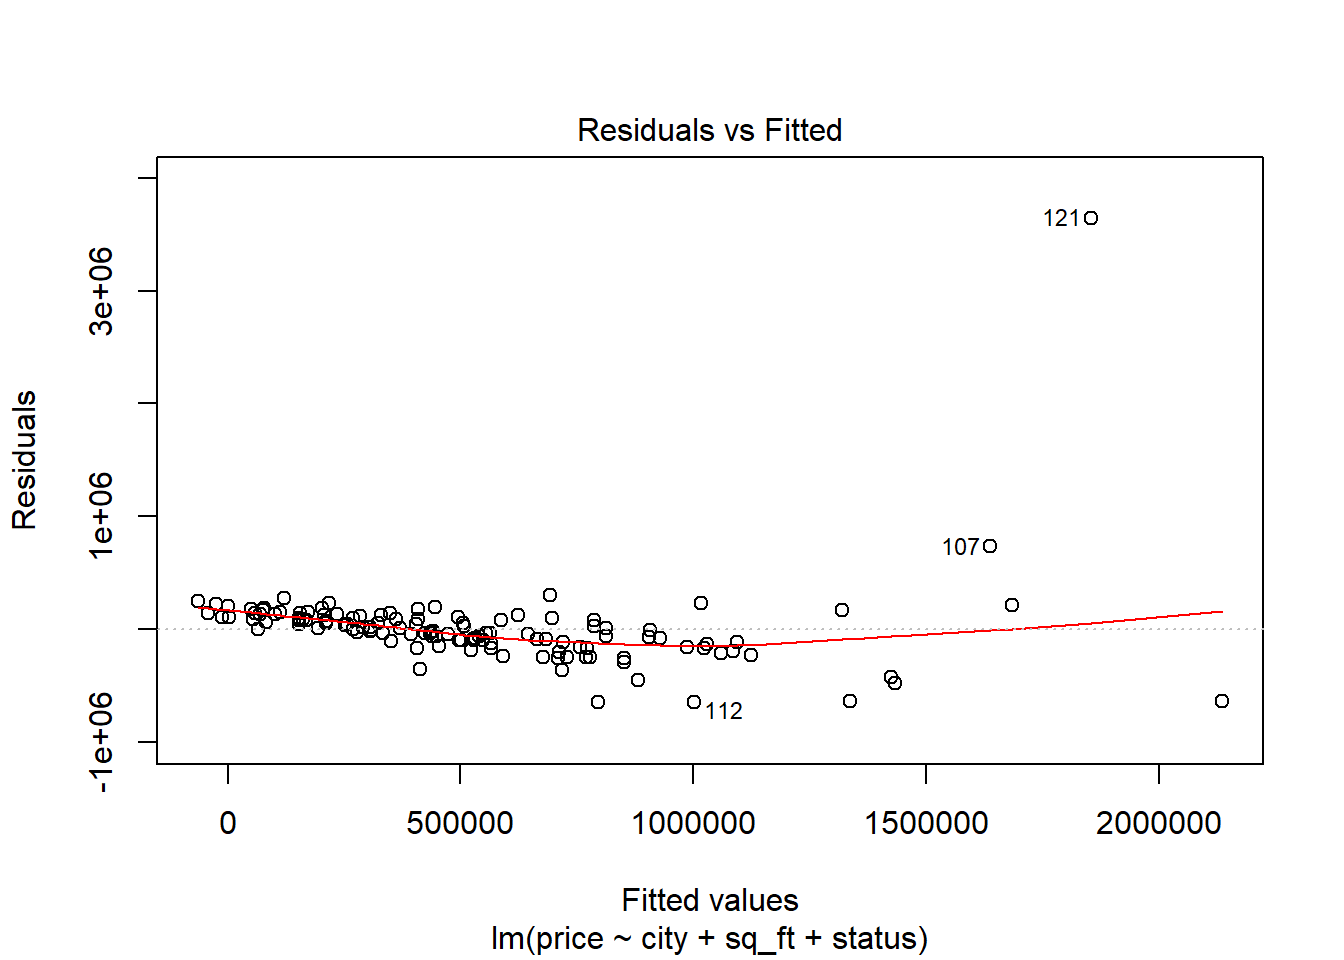 Residuals vs Fitted
Residuals
3e+06
1e+06
-1e+06
121
107
112
0 500000 1000000 1500000 2000000
Fitted values
lm(price ~ city + sq_ft + status)